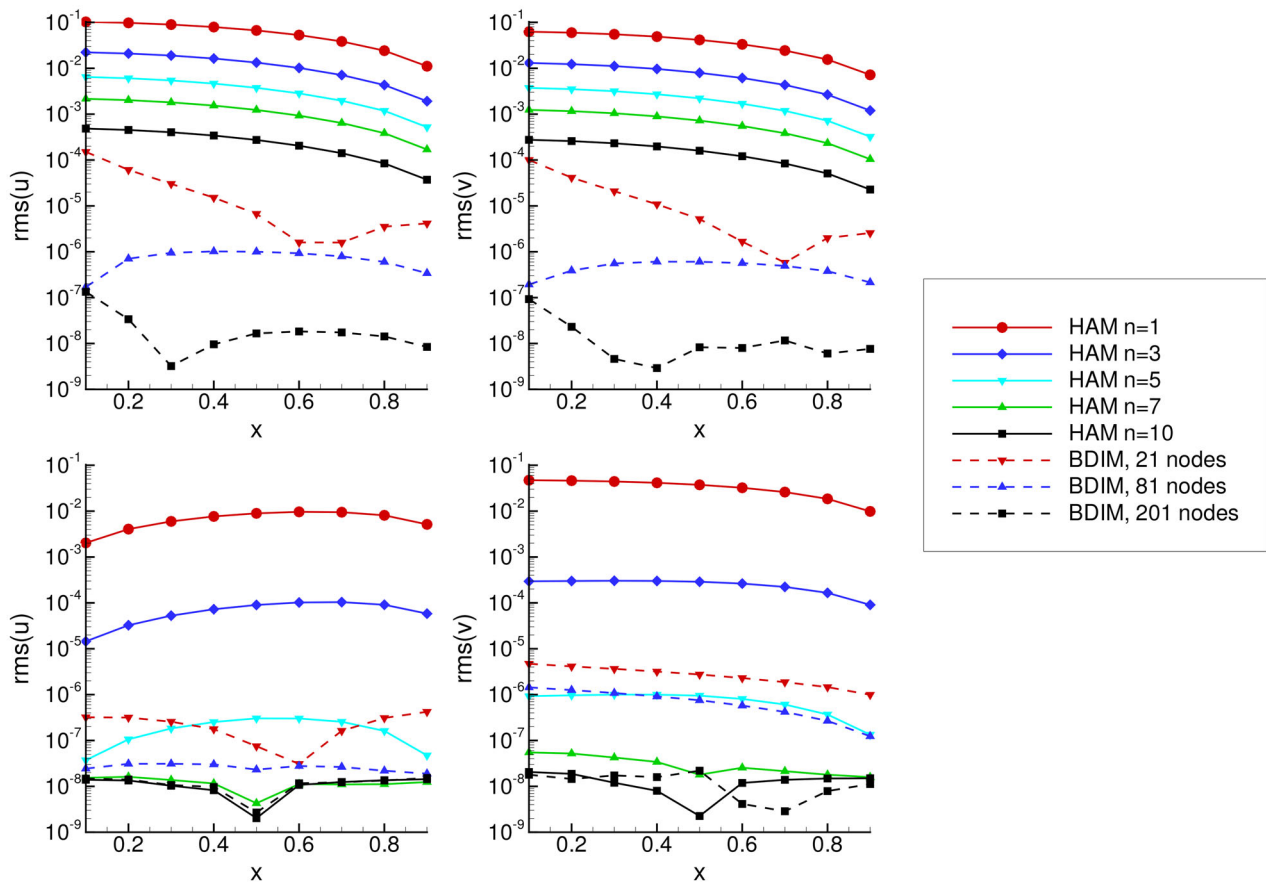 10-1
10-2
10-3
10-4
10-5
10-6
10-7
10-8
10-9
rms(u)
0.2 0.4 0.6 0.8
x
10-1
10-2
10-3
10-4
10-5
10-6
10-7
10-8
10-9
rms(v)
0.2 0.4 0.6 0.8
x
HAM n=1
HAM n=3
HAM n=5
HAM n=7
HAM n=10
BDIM, 21 nodes
BDIM, 81 nodes
BDIM, 201 nodes
10-1
10-2
10-3
10-4
10-5
10-6
10-7
10-8
10-9
rms(u)
0.2 0.4 0.6 0.8
x
10-1
10-2
10-3
10-4
10-5
10-6
10-7
10-8
10-9
rms(v)
0.2 0.4 0.6 0.8
x